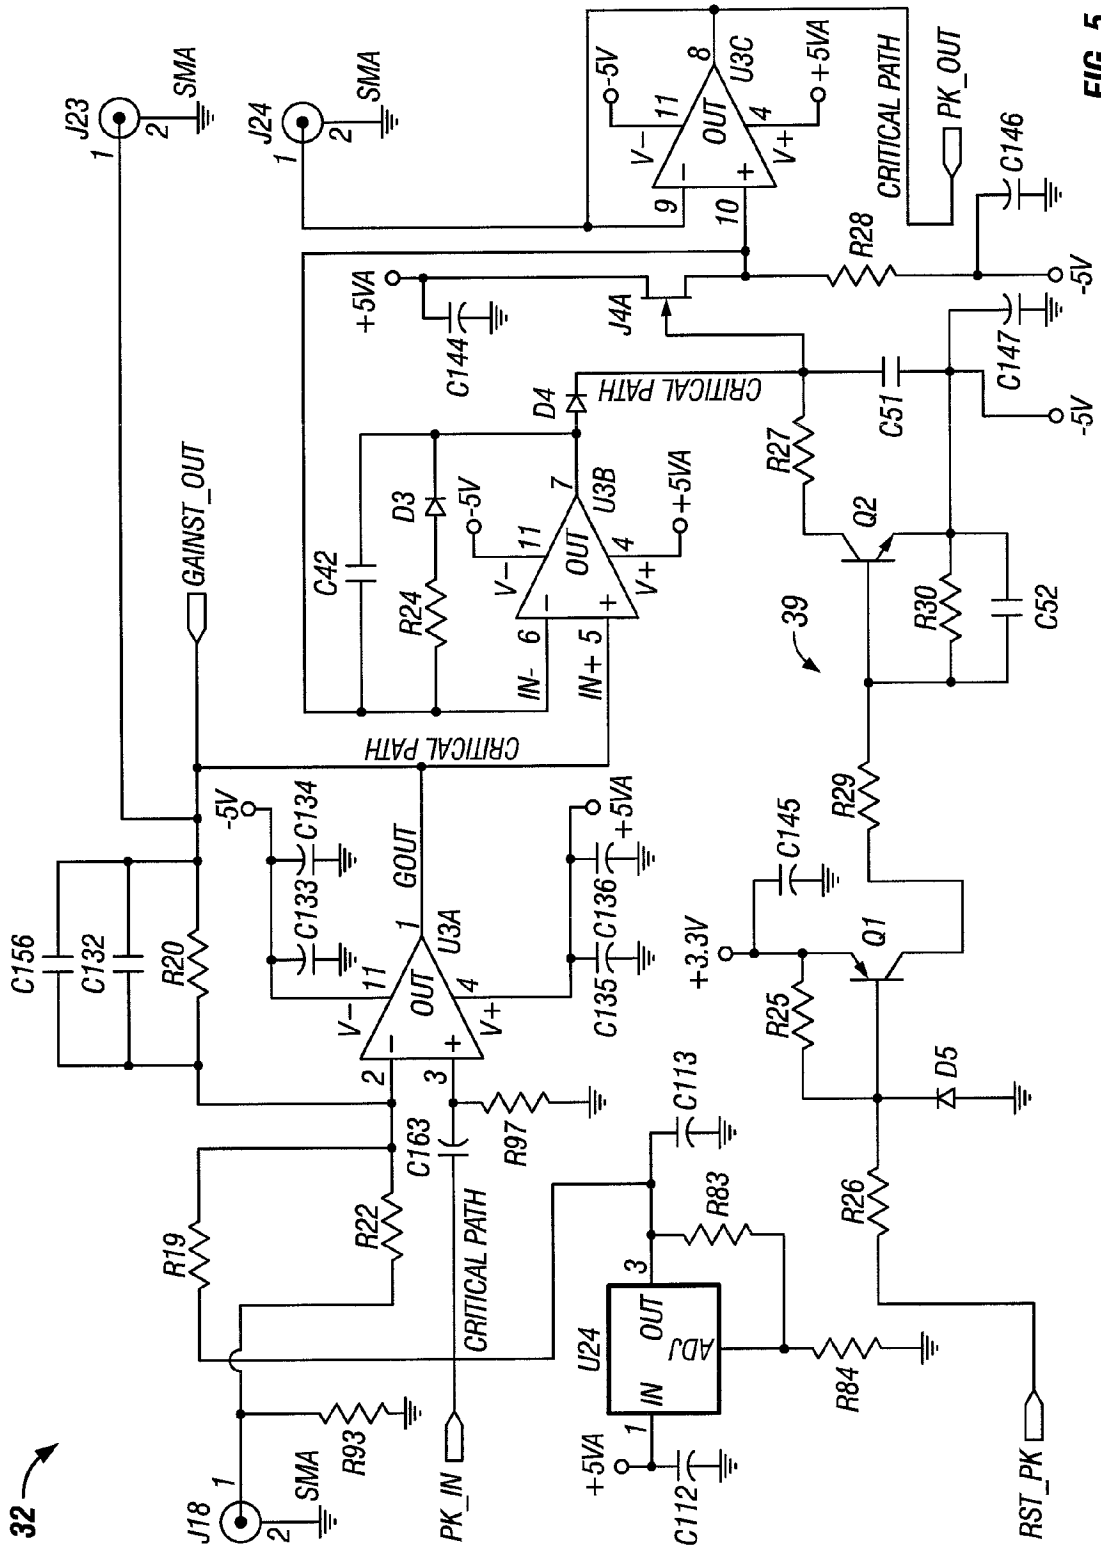 32
J18
1
2
SMA
R93
PK_IN
CRITICAL PATH
R19
R22
C163
R97
C156
C132
R20
2
3
V-
11
OUT
4
V+
1
U3A
GOUT
-5V
C133
C134
C135
C136
+5VA
CRITICAL PATH
GAINST_OUT
J23
1
2
SMA
J24
1
2
SMA
C42
R24
D3
IN- 6
IN+ 5
V-
11
OUT
4
V+
7
U3B
-5V
+5VA
D4
CRITICAL PATH
+5VA
C144
J4A
9
10
V-
11
OUT
4
V+
8
U3C
-5V
+5VA
CRITICAL PATH
PK_OUT
R28
C146
-5V
C147
-5V
C51
R27
Q2
39
R30
C52
R29
+3.3V
C145
Q1
R25
D5
R26
RST_PK
+5VA
C112
1
IN
U24
OUT
ADJ
3
C113
R83
R84
FIG. 5